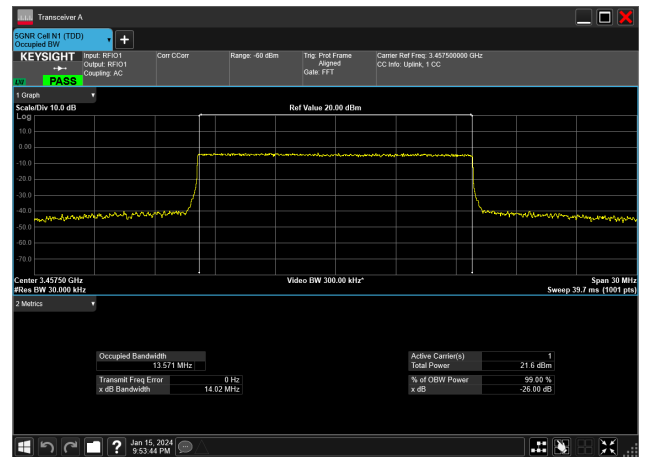 Transceiver A
5GNR Cell N1 (TDD)
Occupied BW
KEYSIGHT
LW PASS
Input: RFIO1
Output: RFIO1
Coupling: AC
Corr CCorr
Range: -60 dBm
Trig: Prot Frame
Aligned
Gate: FFT
Carrier Ref Freq: 3.457500000 GHz
CC Info: Uplink, 1 CC
1 Graph
Scale/Div 10.0 dB
Ref Value 20.00 dBm
Log
10.0
0.00
-10.0
-20.0
-30.0
-40.0
-50.0
-60.0
-70.0
Center 3.45750 GHz
Video BW 300.00 kHz*
Span 30 MHz
#Res BW 30.000 kHz
Sweep 39.7 ms (1001 pts)
2 Metrics
Occupied Bandwidth
13.571 MHz
Active Carrier(s) 1
Total Power 21.6 dBm
Transmit Freq Error 0 Hz
x dB Bandwidth 14.02 MHz
% of OBW Power 99.00 %
x dB -26.00 dB
Jan 15, 2024
9:53:44 PM